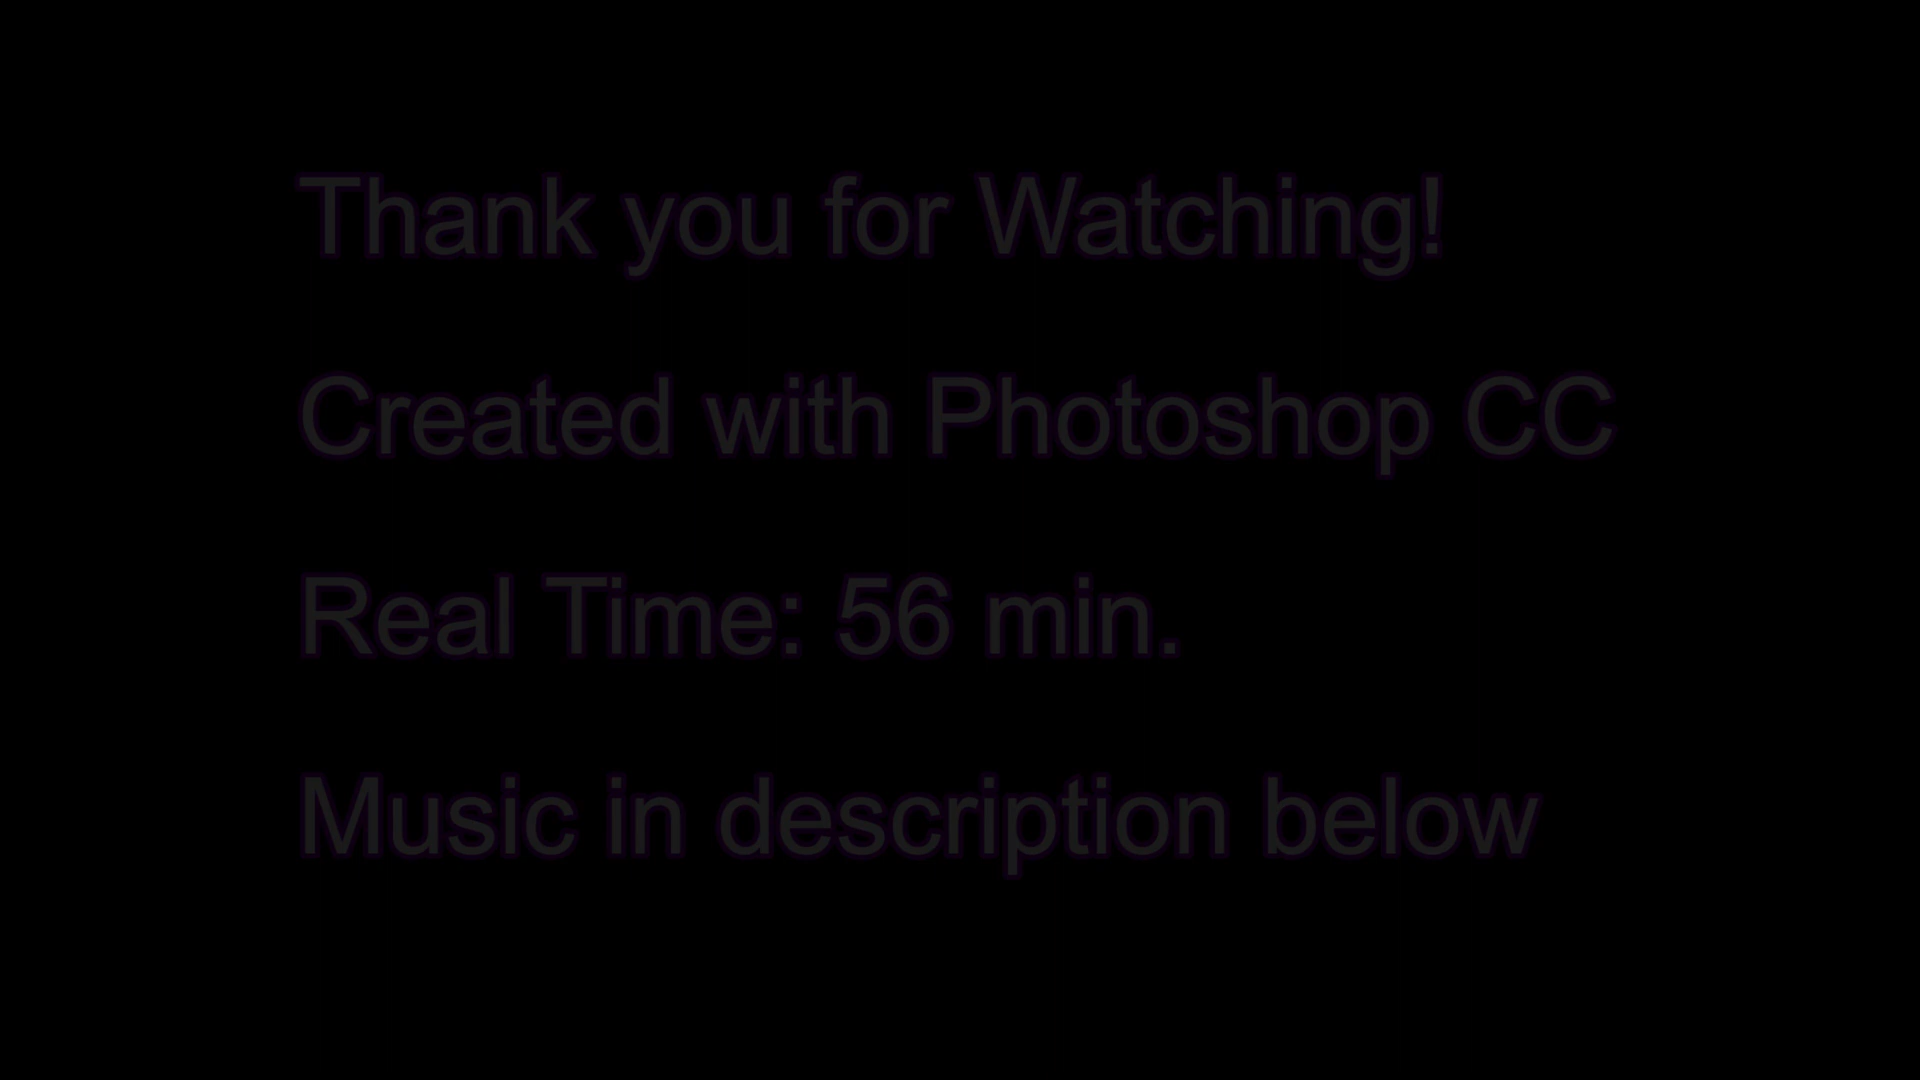 Thank you for Watching!
Created with Photoshop CC
Real Time: 56 min.
Music in description below